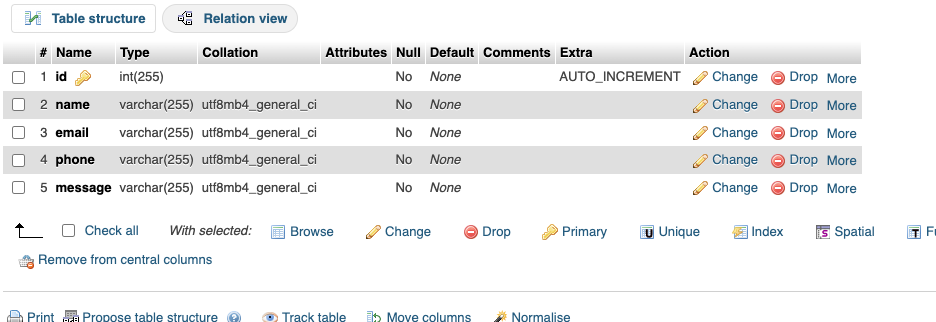 Table structure Relation view
# Name Type Collation Attributes Null Default Comments Extra Action
1 id int(255) No None AUTO_INCREMENT Change Drop More
2 name varchar(255) utf8mb4_general_ci No None Change Drop More
3 email varchar(255) utf8mb4_general_ci No None Change Drop More
4 phone varchar(255) utf8mb4_general_ci No None Change Drop More
5 message varchar(255) utf8mb4_general_ci No None Change Drop More
Check all With selected: Browse Change Drop Primary Unique Index Spatial
Remove from central columns
Print Propose table structure Track table Move columns Normalise